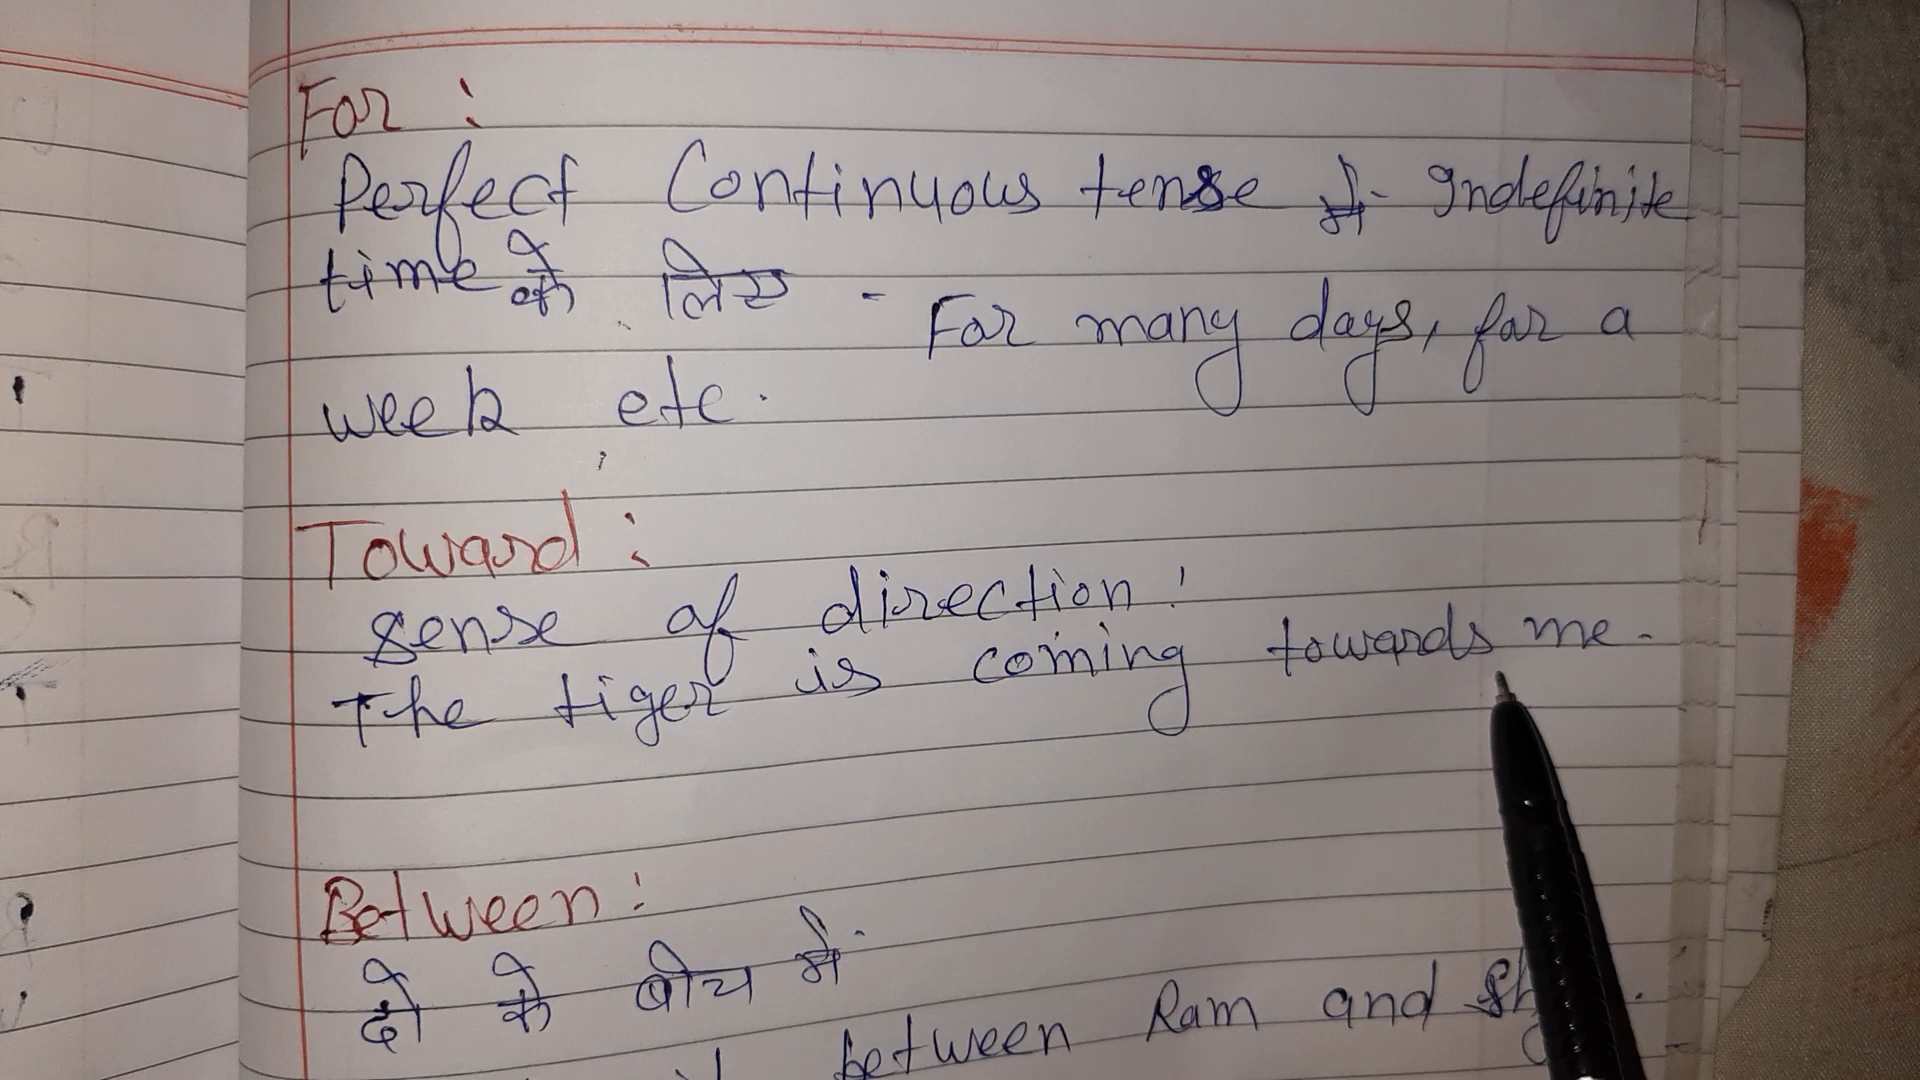 For :
Perfect Continuous tense में Indefinite
time के लिए - For many days, for a
week etc.
Toward :
sense of direction!
The tiger is coming towards me.
Between :
दो के बीच में.
between Ram and